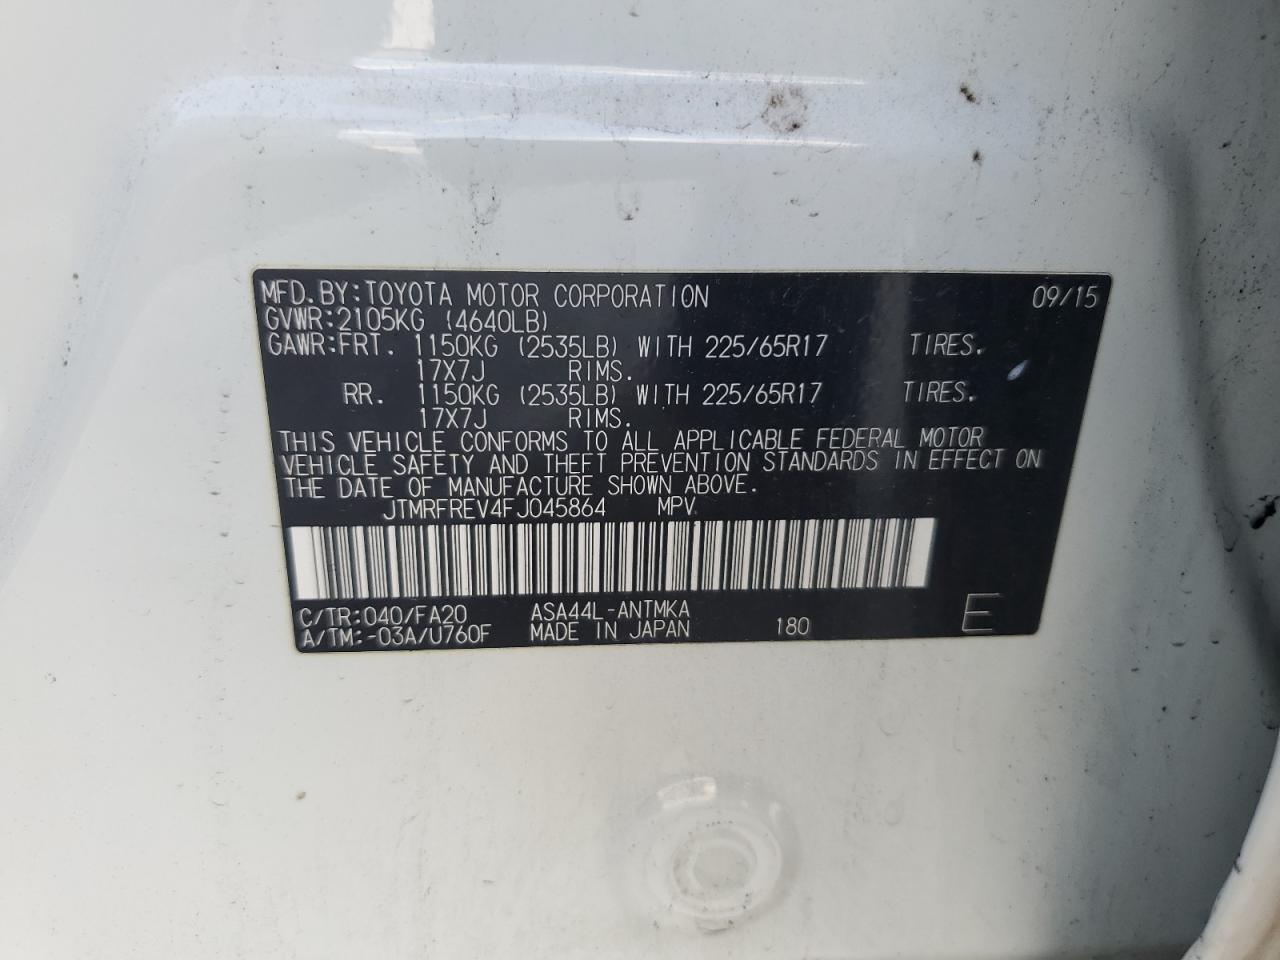 MFD.BY:TOYOTA MOTOR CORPORATION 09/15
GVWR:2105KG (4640LB)
GAWR:FRT. 1150KG (2535LB) WITH 225/65R17 TIRES.
17X7J RIMS.
RR. 1150KG (2535LB) WITH 225/65R17 TIRES.
17X7J RIMS.
THIS VEHICLE CONFORMS TO ALL APPLICABLE FEDERAL MOTOR
VEHICLE SAFETY AND THEFT PREVENTION STANDARDS IN EFFECT ON
THE DATE OF MANUFACTURE SHOWN ABOVE.
JTMRFREV4FJ045864 MPV
C/TR:040/FA20 ASA44L-ANTMKA
A/TM:-03A/U760F MADE IN JAPAN 180 E